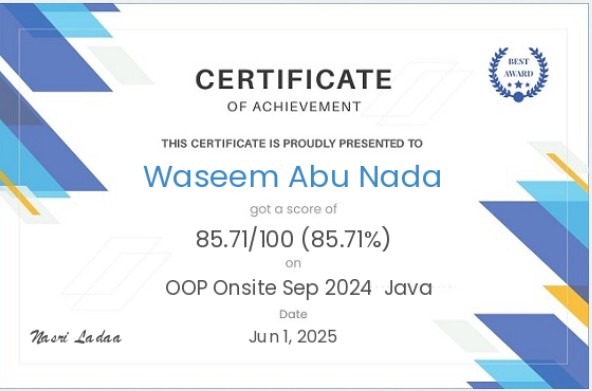 BEST
AWARD
CERTIFICATE
OF ACHIEVEMENT
THIS CERTIFICATE IS PROUDLY PRESENTED TO
Waseem Abu Nada
got a score of
85.71/100 (85.71%)
on
OOP Onsite Sep 2024 Java
Date
Jun 1, 2025
Nasri Ladaa